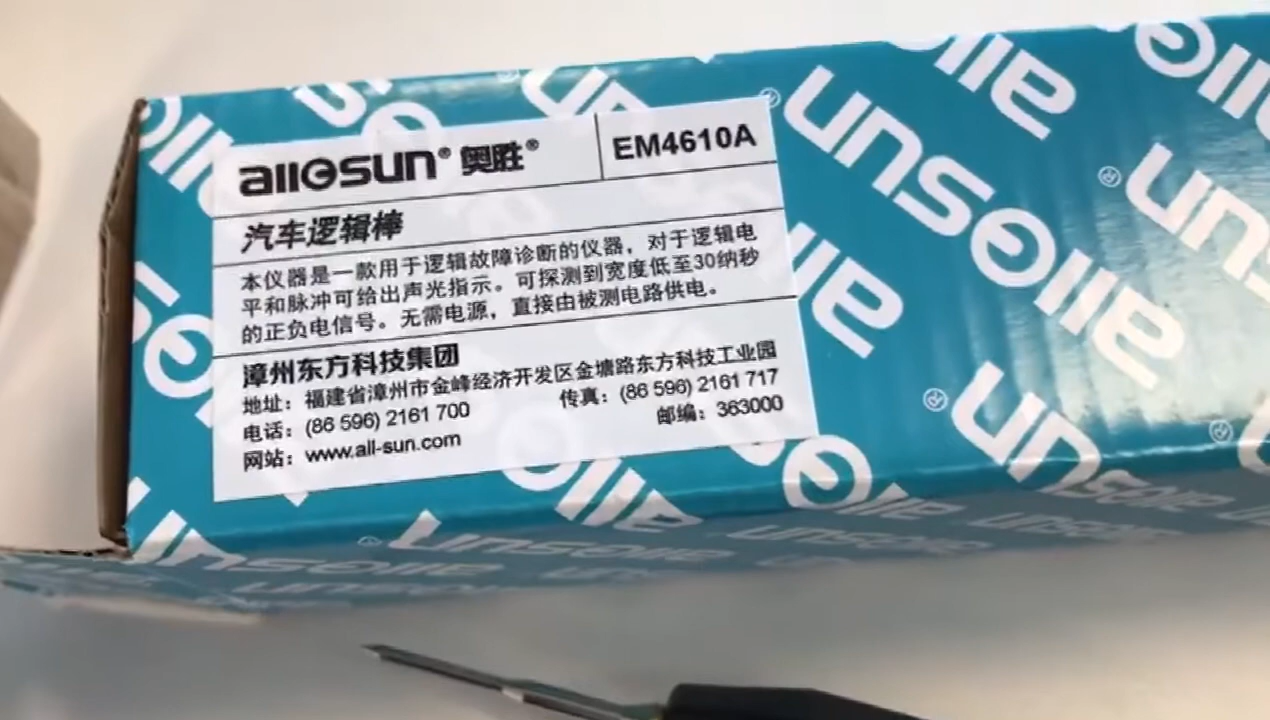 allosun® 奥胜® EM4610A
汽车逻辑棒
本仪器是一款用于逻辑故障诊断的仪器，对于逻辑电
平和脉冲可给出声光指示。可探测到宽度低至30纳秒
的正负电信号。无需电源，直接由被测电路供电。
漳州东方科技集团
地址：福建省漳州市金峰经济开发区金塘路东方科技工业园
电话：(86 596) 2161 700 传真：(86 596) 2161 717
网站：www.all-sun.com 邮编：363000
allosun®
allosun®
allosun®